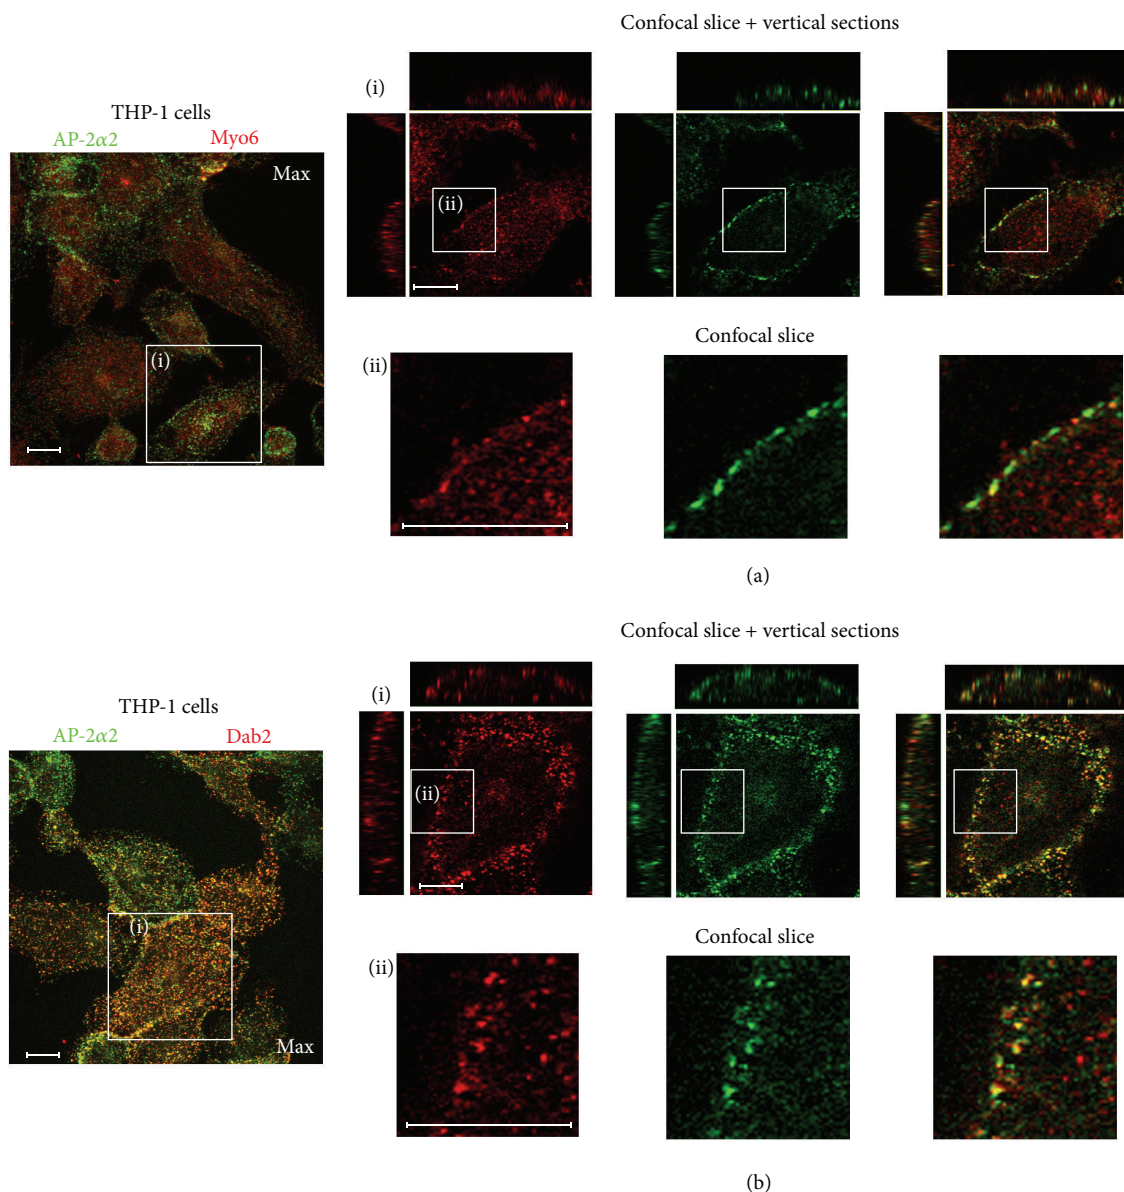 Confocal slice + vertical sections
THP-1 cells
AP-2α2 Myo6
Max
(i)
(i)
(ii)
Confocal slice
(ii)
(a)
Confocal slice + vertical sections
THP-1 cells
AP-2α2 Dab2
(i)
Max
(i)
(ii)
Confocal slice
(ii)
(b)